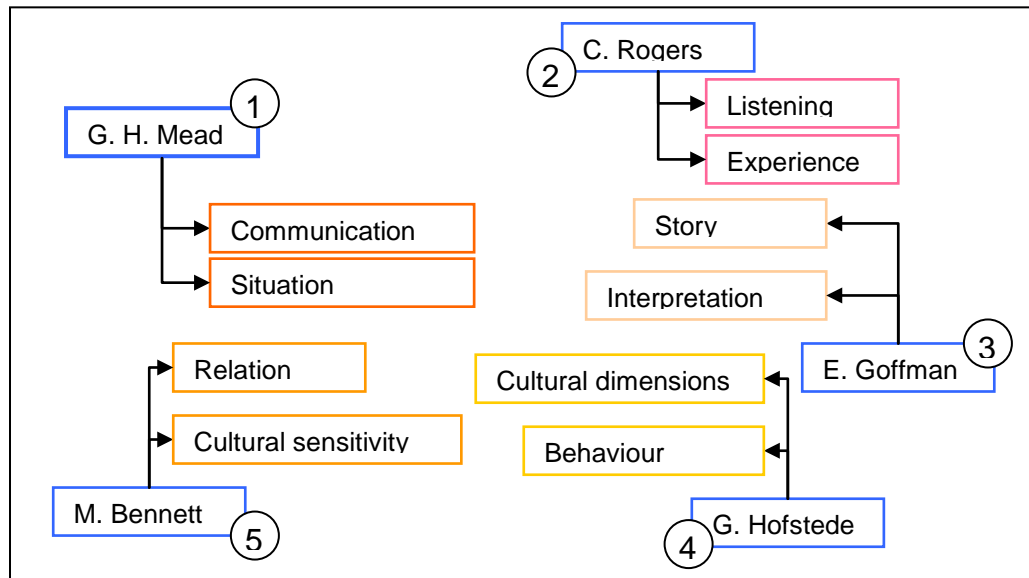 1
G. H. Mead
Communication
Situation
2
C. Rogers
Listening
Experience
Story
Interpretation
3
E. Goffman
Cultural dimensions
Behaviour
4
G. Hofstede
Relation
Cultural sensitivity
M. Bennett
5